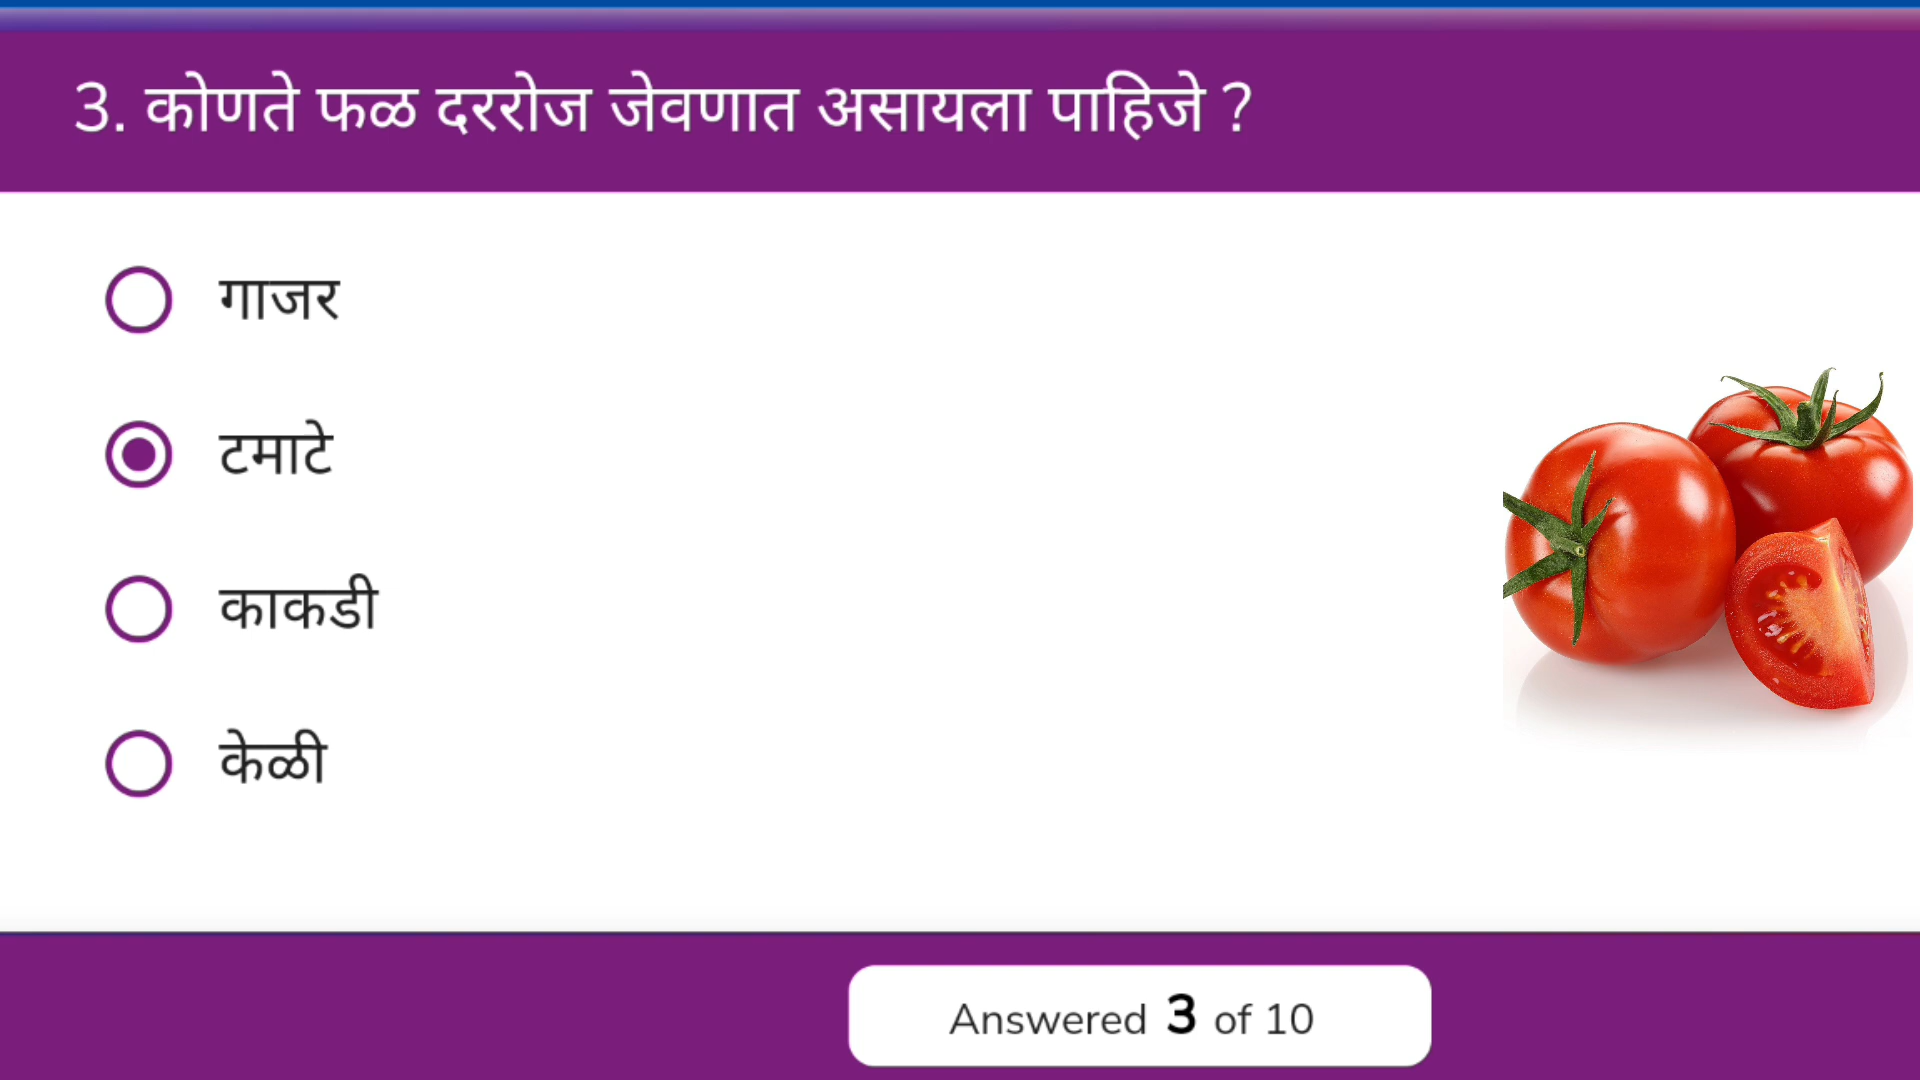 3. कोणते फळ दररोज जेवणात असायला पाहिजे ?
गाजर
टमाटे
काकडी
केळी
Answered 3 of 10